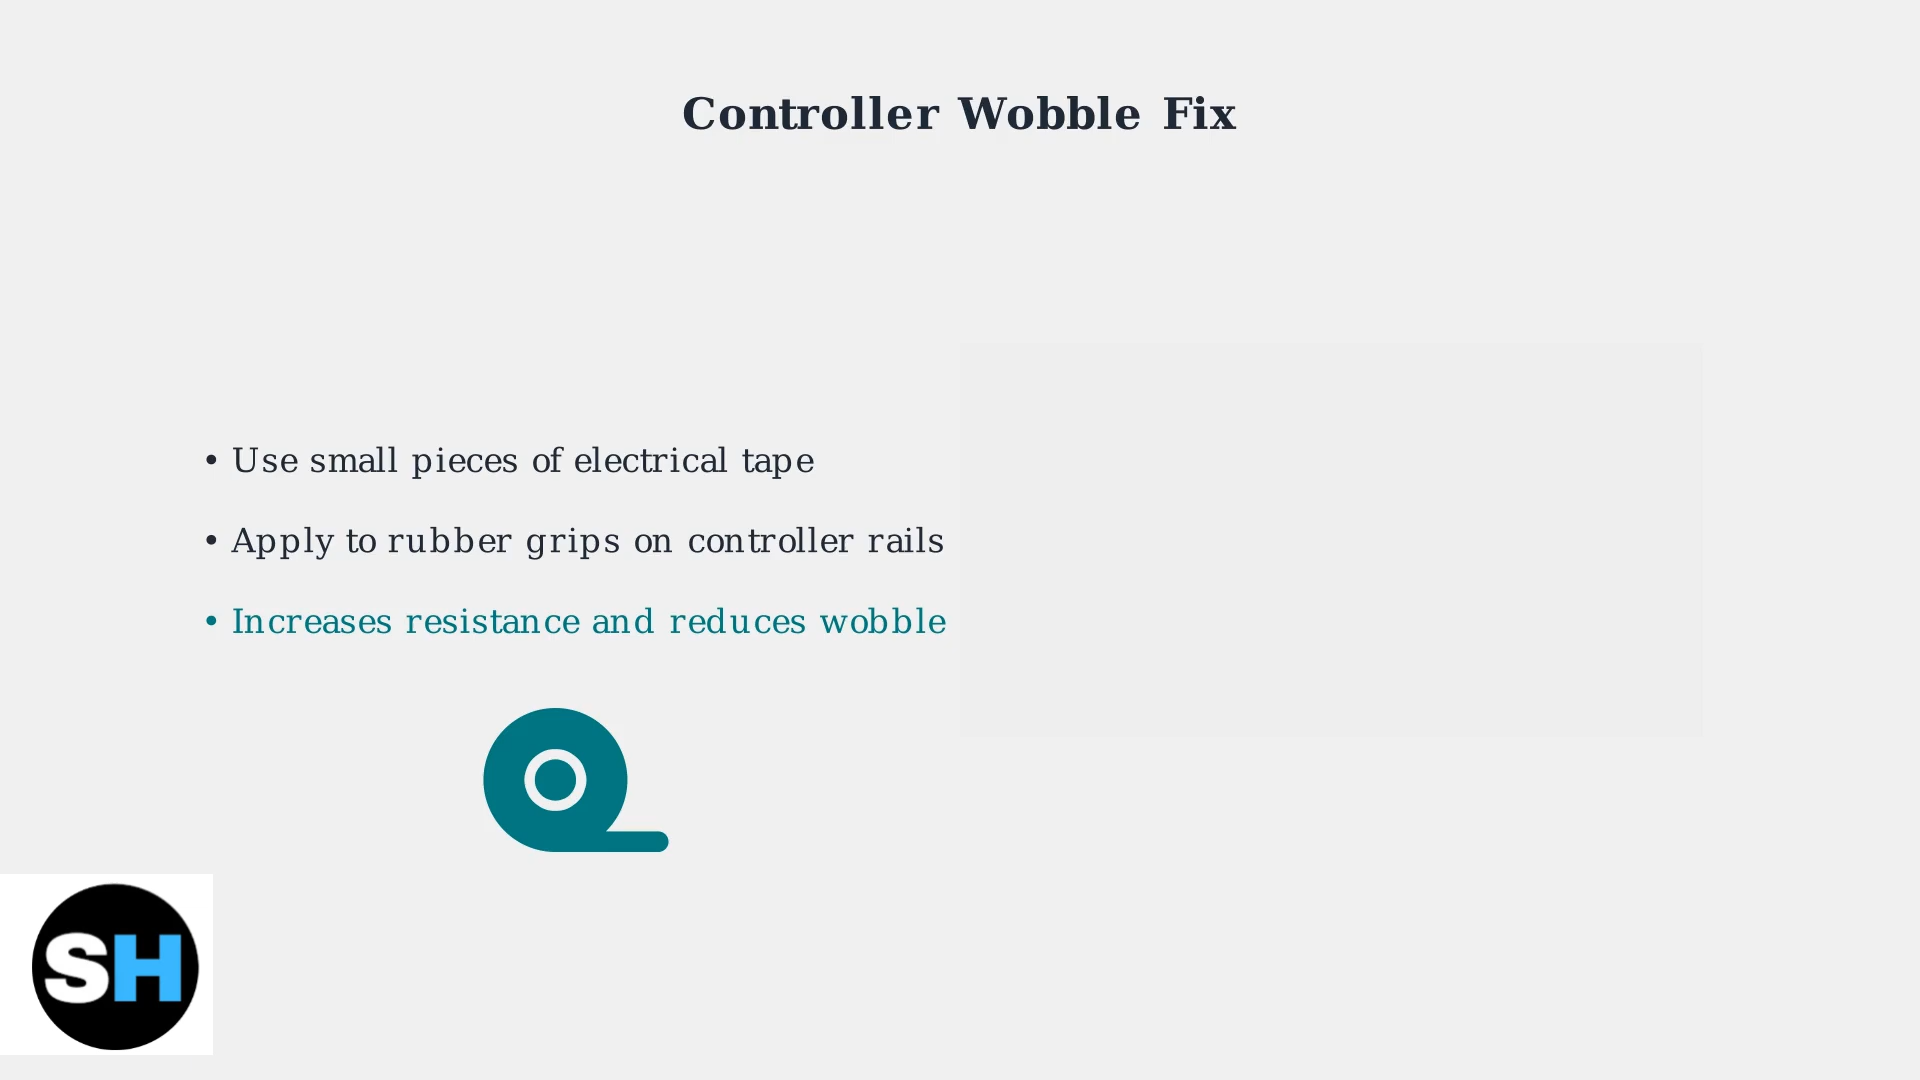 Controller Wobble Fix
• Use small pieces of electrical tape
• Apply to rubber grips on controller rails
• Increases resistance and reduces wobble
SH